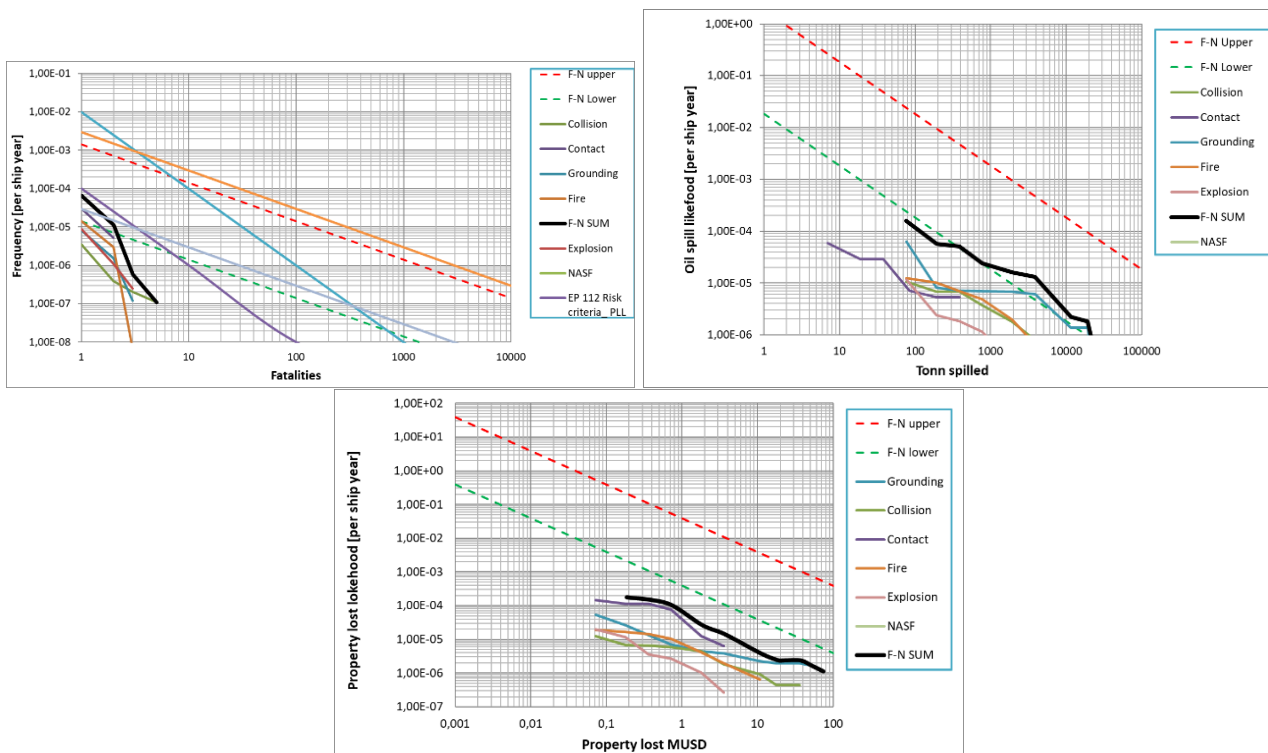 1,00E-01
1,00E-02
1,00E-03
1,00E-04
1,00E-05
1,00E-06
1,00E-07
1,00E-08
Frequency [per ship year]
1
10
100
1000
10000
Fatalities
F-N upper
F-N Lower
Collision
Contact
Grounding
Fire
F-N SUM
Explosion
NASF
EP 112 Risk
criteria_ PLL
1,00E+00
1,00E-01
1,00E-02
1,00E-03
1,00E-04
1,00E-05
1,00E-06
Oil spill likefood [per ship year]
1
10
100
1000
10000
100000
Tonn spilled
F-N Upper
F-N Lower
Collision
Contact
Grounding
Fire
Explosion
F-N SUM
NASF
1,00E+02
1,00E+01
1,00E+00
1,00E-01
1,00E-02
1,00E-03
1,00E-04
1,00E-05
1,00E-06
1,00E-07
Property lost lokehood [per ship year]
0,001
0,01
0,1
1
10
100
Property lost MUSD
F-N upper
F-N lower
Grounding
Collision
Contact
Fire
Explosion
NASF
F-N SUM